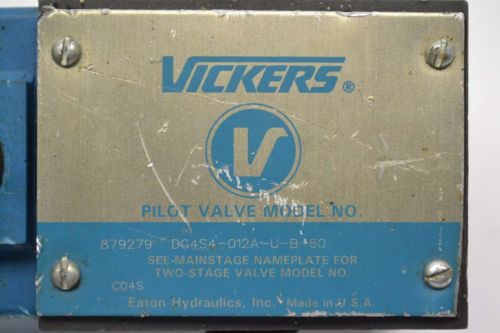 VICKERS®
V
PILOT VALVE MODEL NO.
879279 DG4S4-012A-U-B-60
SEE-MAINSTAGE NAMEPLATE FOR
TWO-STAGE VALVE MODEL NO.
C04S
Eaton Hydraulics, Inc. Made in U.S.A.